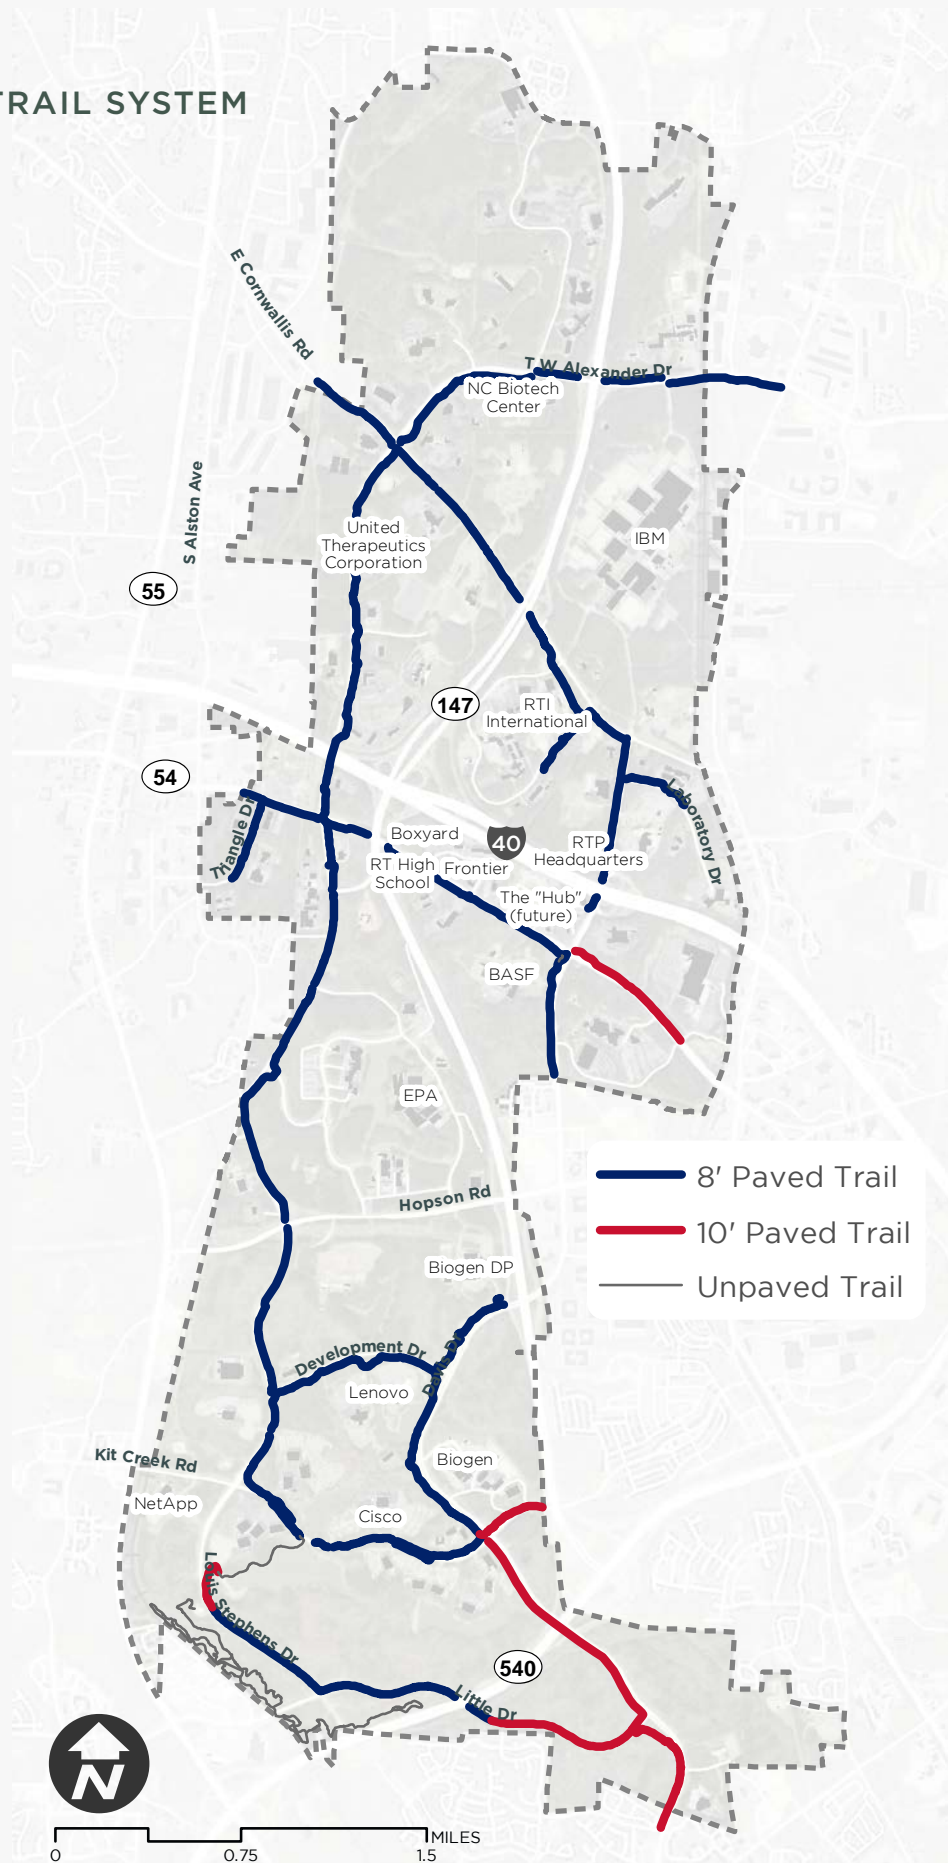 TRAIL SYSTEM
E Cornwallis Rd
T W Alexander Dr
NC Biotech
Center
S Alston Ave
United
Therapeutics
Corporation
IBM
55
147
RTI
International
54
Triangle Dr
Laboratory Dr
Boxyard
40
RTP
Headquarters
RT High
School
Frontier
The "Hub"
(future)
BASF
EPA
8' Paved Trail
10' Paved Trail
Unpaved Trail
Hopson Rd
Biogen DP
Development Dr
Davis Dr
Lenovo
Kit Creek Rd
Biogen
NetApp
Cisco
Louis Stephens Dr
540
Little Dr
N
MILES
0
0.75
1.5